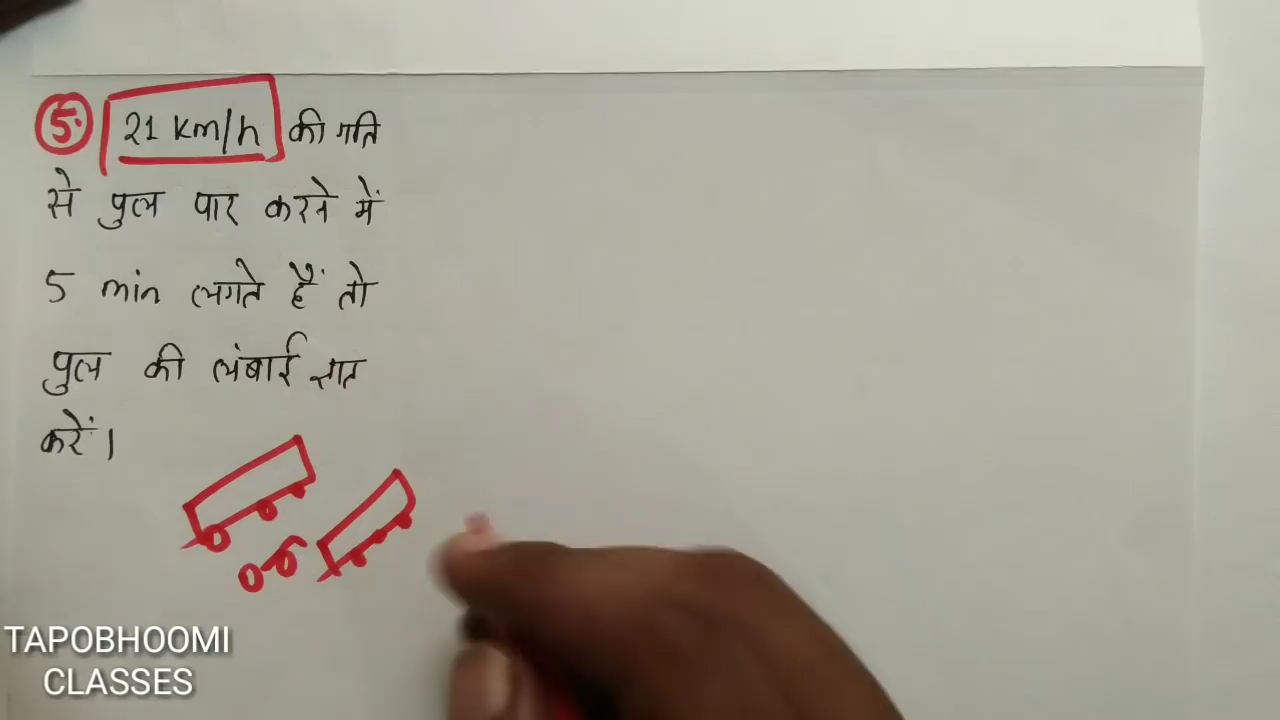 5. 21 km/h की गति
से पुल पार करने में
5 min लगते हैं तो
पुल की लंबाई ज्ञात
करें।
TAPOBHOOMI
CLASSES